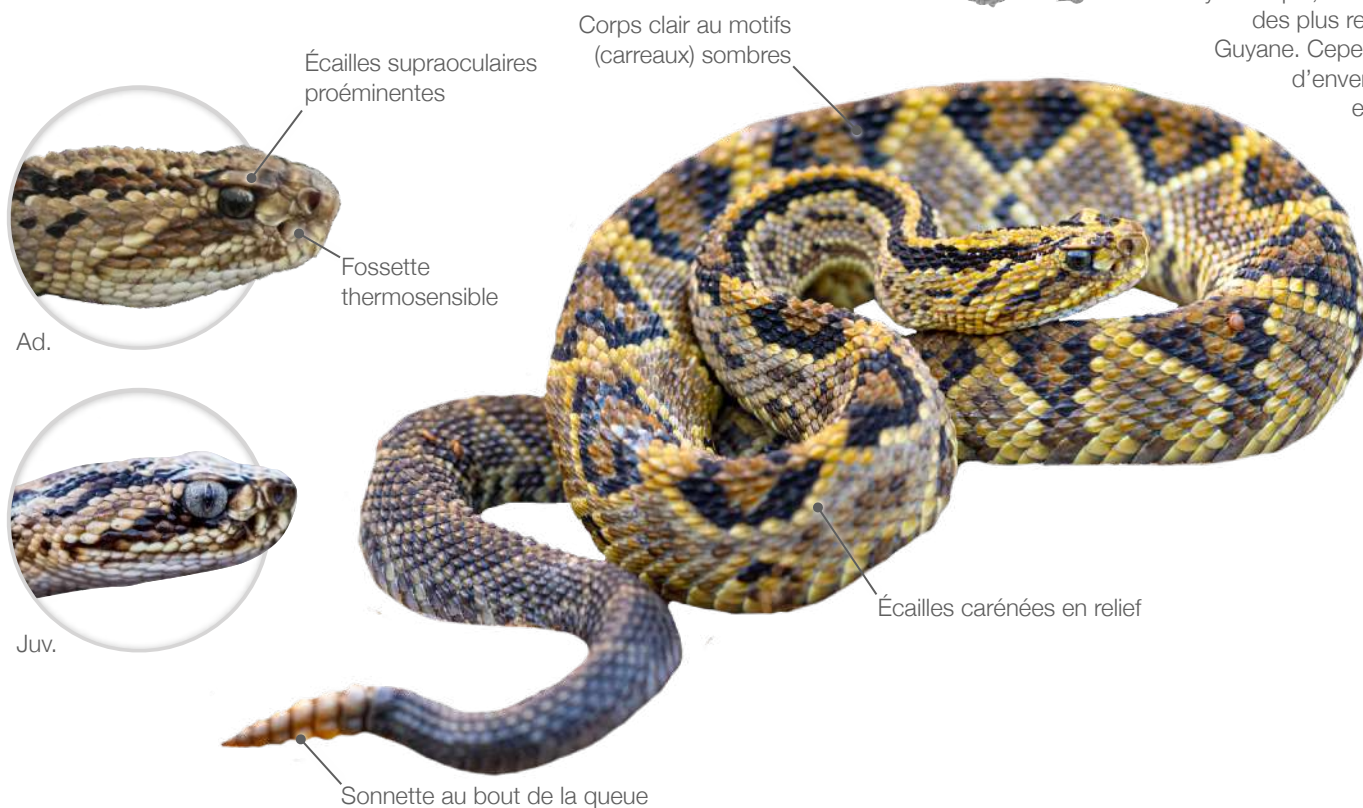 des plus re
Guyane. Cepe
d'enve
e
Corps clair au motifs
(carreaux) sombres
Écailles supraoculaires
proéminentes
Fossette
thermosensible
Ad.
Juv.
Écailles carénées en relief
Sonnette au bout de la queue